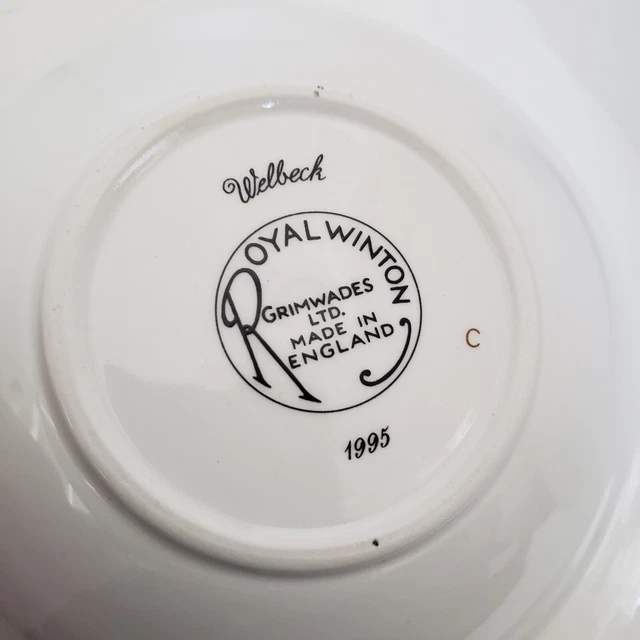 Welbeck
ROYAL WINTON
GRIMWADES
LTD.
MADE IN
ENGLAND
C
1995